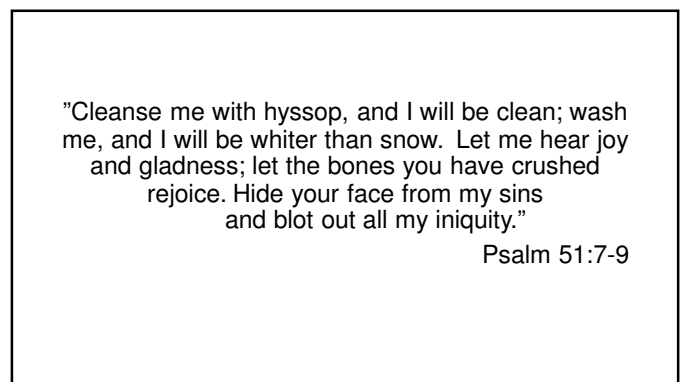 ”Cleanse me with hyssop, and I will be clean; wash
me, and I will be whiter than snow. Let me hear joy
and gladness; let the bones you have crushed
rejoice. Hide your face from my sins
and blot out all my iniquity.”
Psalm 51:7-9